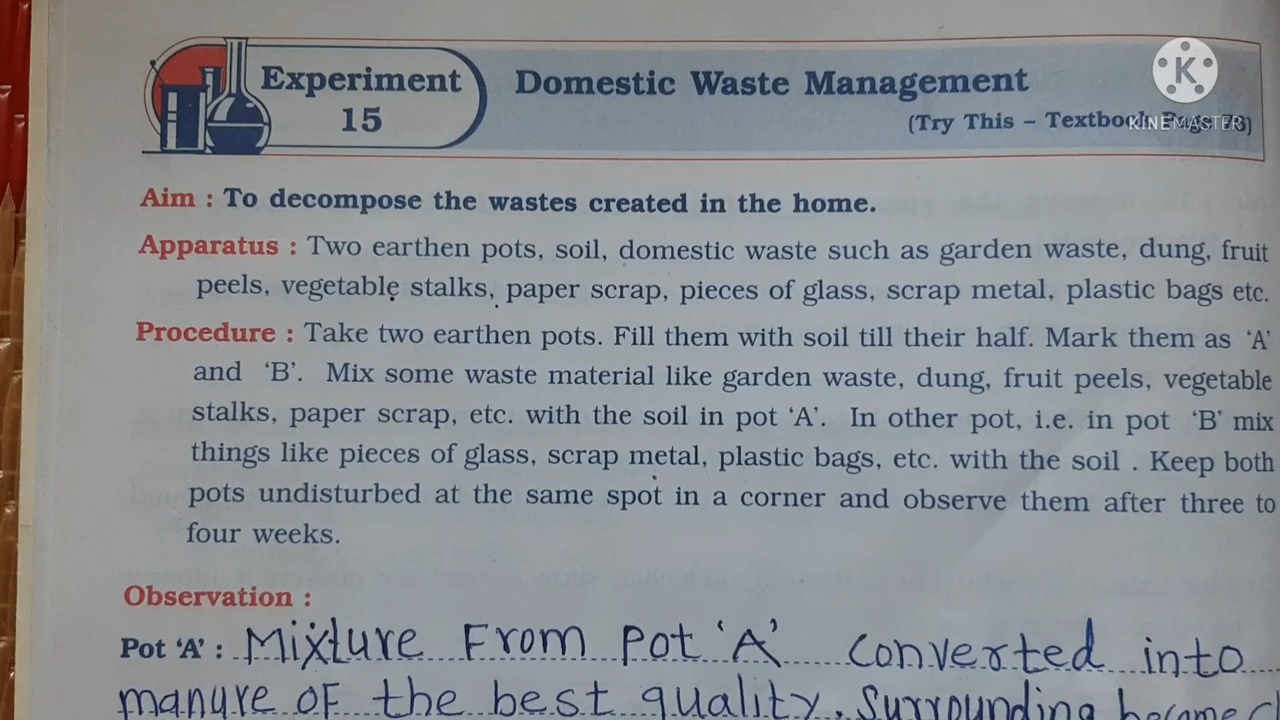 Experiment
15
Domestic Waste Management
(Try This – Textbook Page 78)
K
KINEMASTER
Aim : To decompose the wastes created in the home.
Apparatus : Two earthen pots, soil, domestic waste such as garden waste, dung, fruit
peels, vegetable stalks, paper scrap, pieces of glass, scrap metal, plastic bags etc.
Procedure : Take two earthen pots. Fill them with soil till their half. Mark them as ‘A’
and ‘B’. Mix some waste material like garden waste, dung, fruit peels, vegetable
stalks, paper scrap, etc. with the soil in pot ‘A’. In other pot, i.e. in pot ‘B’ mix
things like pieces of glass, scrap metal, plastic bags, etc. with the soil . Keep both
pots undisturbed at the same spot in a corner and observe them after three to
four weeks.
Observation :
Pot ‘A’ : Mixture From Pot ‘A’ converted into
manure OF the best quality. Surrounding